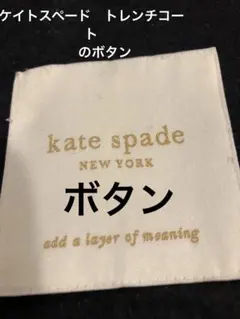 ケイトスペード　トレンチコー
ト
のボタン
kate spade
NEW YORK
ボタン
add a layer of meaning